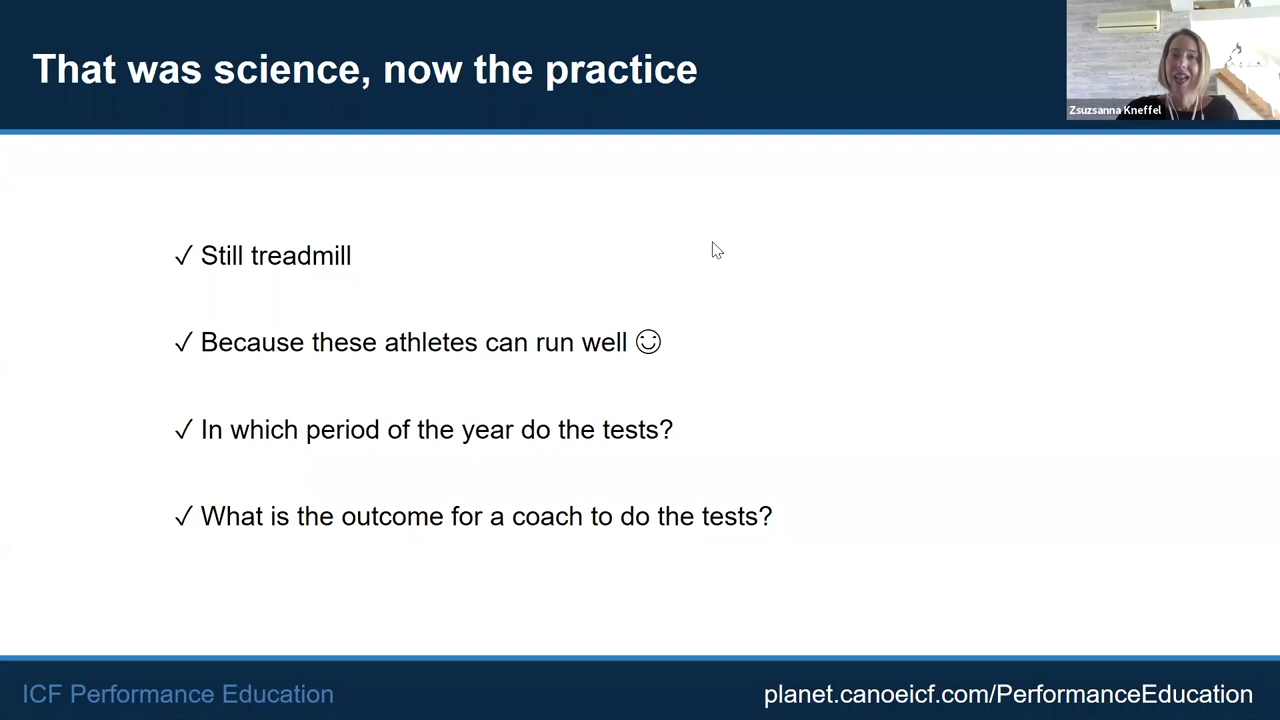 That was science, now the practice
Zsuzsanna Kneffel
✓ Still treadmill
✓ Because these athletes can run well ☺
✓ In which period of the year do the tests?
✓ What is the outcome for a coach to do the tests?
ICF Performance Education
planet.canoeicf.com/PerformanceEducation